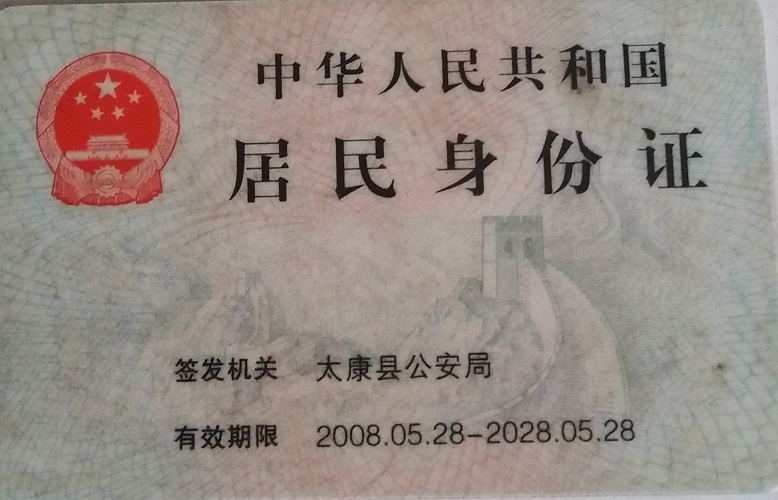 中华人民共和国
居民身份证
签发机关 太康县公安局
有效期限 2008.05.28-2028.05.28